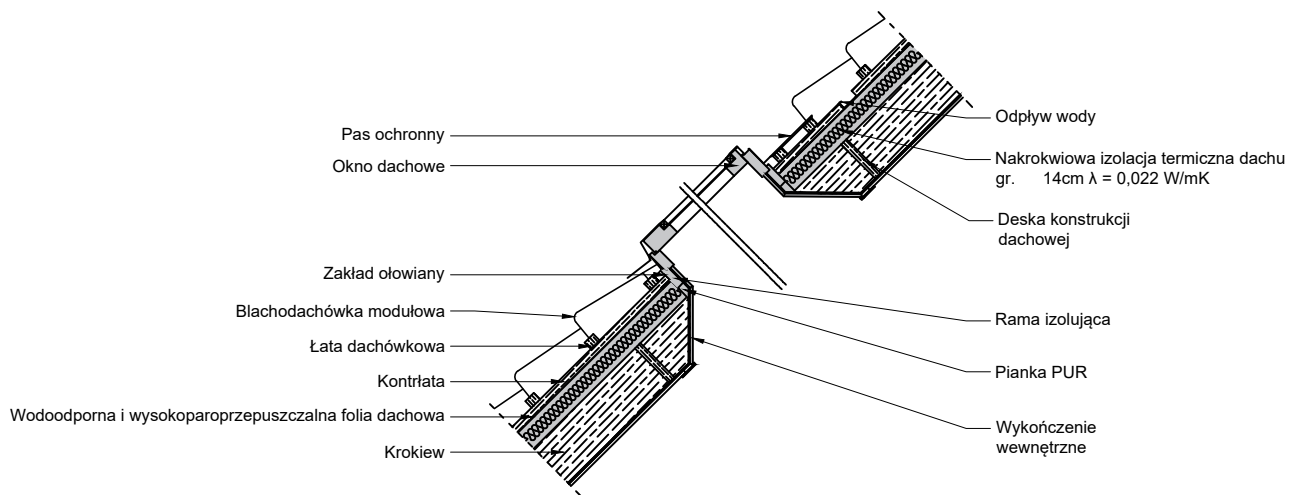 Pas ochronny
Okno dachowe
Zakład ołowiany
Blachodachówka modułowa
Łata dachówkowa
Kontrłata
Wodoodporna i wysokoparoprzepuszczalna folia dachowa
Krokiew
Odpływ wody
Nakrokwiowa izolacja termiczna dachu
gr. 14cm λ = 0,022 W/mK
Deska konstrukcji
dachowej
Rama izolująca
Pianka PUR
Wykończenie
wewnętrzne